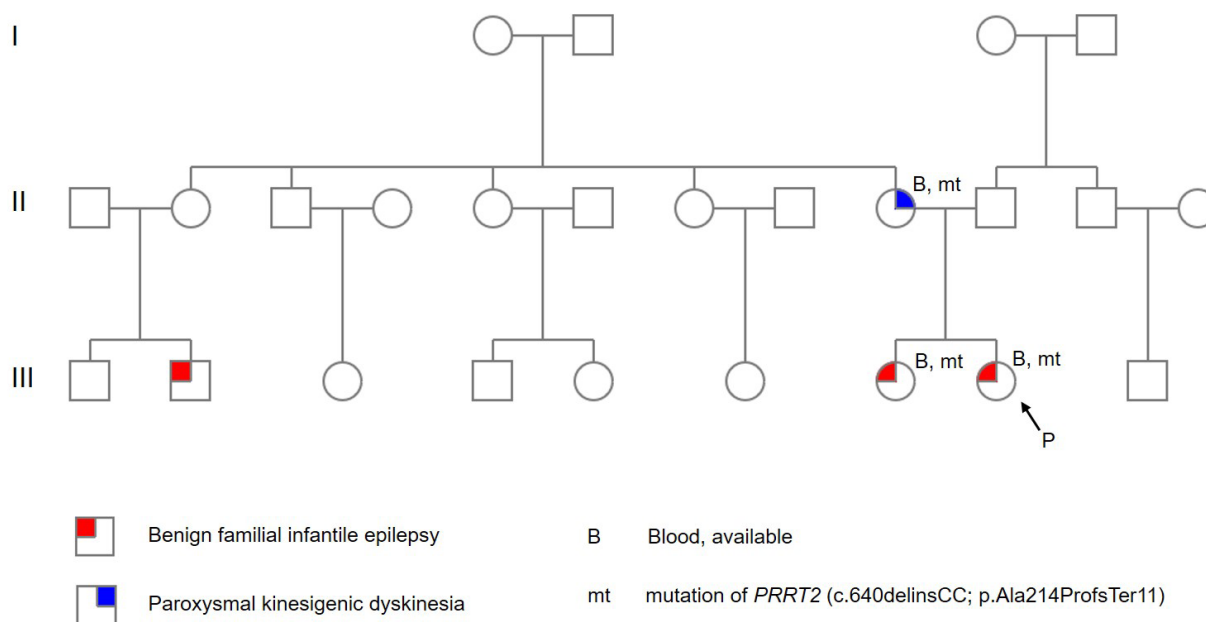 I
II
B, mt
III
B, mt
B, mt
P
Benign familial infantile epilepsy
B Blood, available
Paroxysmal kinesigenic dyskinesia
mt mutation of PRRT2 (c.640delinsCC; p.Ala214ProfsTer11)